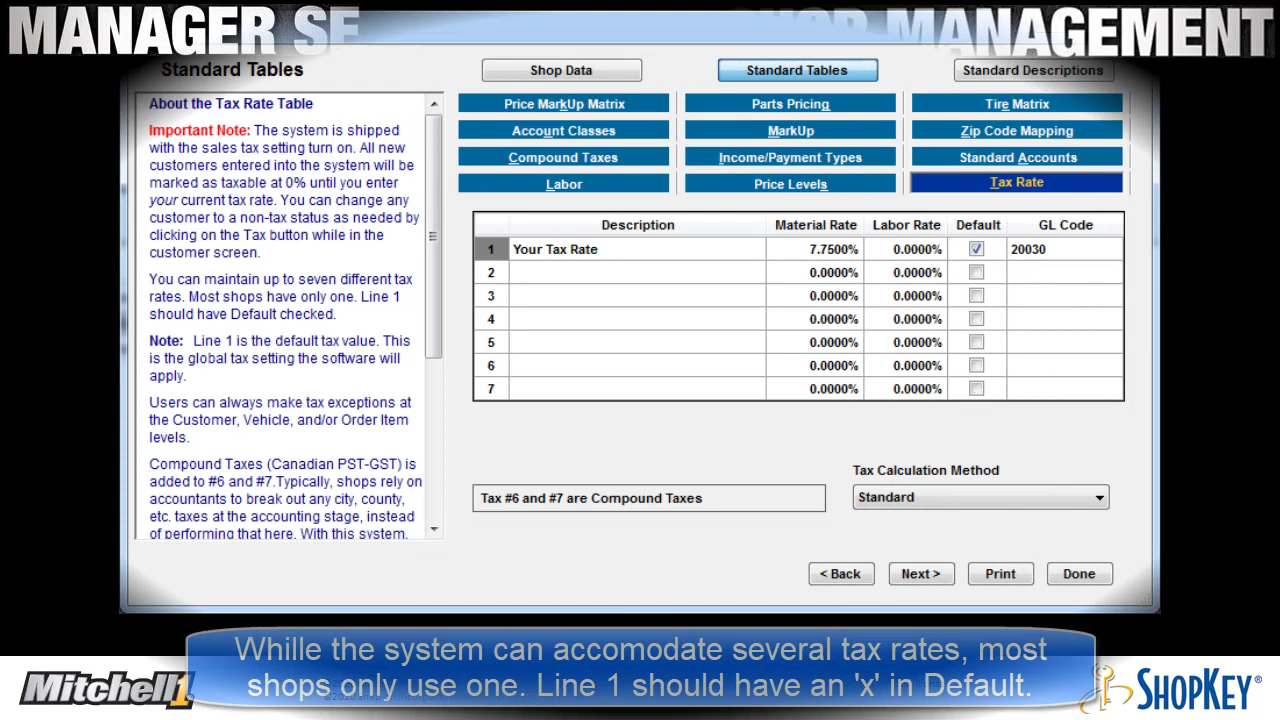 MANAGER SE
SHOP MANAGEMENT
Standard Tables
Shop Data
Standard Tables
Standard Descriptions
About the Tax Rate Table
Important Note: The system is shipped
with the sales tax setting turn on. All new
customers entered into the system will be
marked as taxable at 0% until you enter
your current tax rate. You can change any
customer to a non-tax status as needed by
clicking on the Tax button while in the
customer screen.
You can maintain up to seven different tax
rates. Most shops have only one. Line 1
should have Default checked.
Note: Line 1 is the default tax value. This
is the global tax setting the software will
apply.
Users can always make tax exceptions at
the Customer, Vehicle, and/or Order Item
levels.
Compound Taxes (Canadian PST-GST) is
added to #6 and #7.Typically, shops rely on
accountants to break out any city, county,
etc. taxes at the accounting stage, instead
of performing that here. With this system,
Price MarkUp Matrix
Parts Pricing
Tire Matrix
Account Classes
MarkUp
Zip Code Mapping
Compound Taxes
Income/Payment Types
Standard Accounts
Labor
Price Levels
Tax Rate
Description Material Rate Labor Rate Default GL Code
1 Your Tax Rate 7.7500% 0.0000% 20030
2 0.0000% 0.0000%
3 0.0000% 0.0000%
4 0.0000% 0.0000%
5 0.0000% 0.0000%
6 0.0000% 0.0000%
7 0.0000% 0.0000%
Tax Calculation Method
Tax #6 and #7 are Compound Taxes
Standard
< Back
Next >
Print
Done
Whille the system can accomodate several tax rates, most
shops only use one. Line 1 should have an 'x' in Default.
Mitchell1
SHOPKEY®